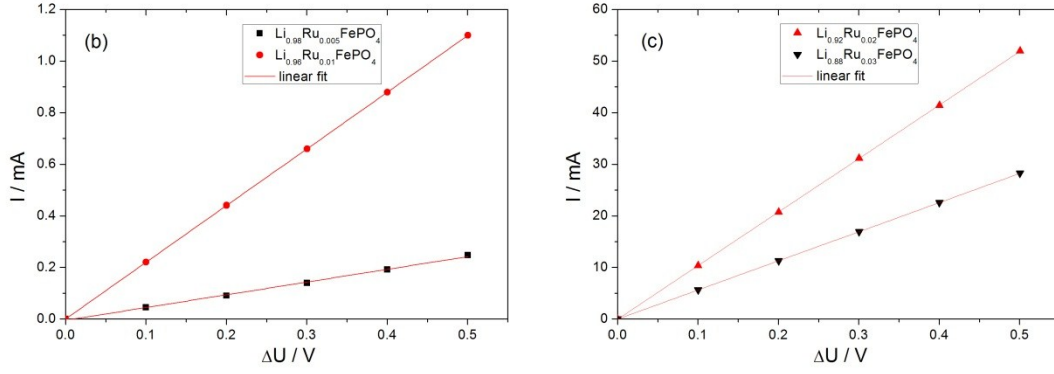 (b)
Li0.98Ru0.005FePO4
Li0.96Ru0.01FePO4
linear fit
1.2
1.0
0.8
0.6
0.4
0.2
0.0
I / mA
0.0 0.1 0.2 0.3 0.4 0.5
ΔU / V
(c)
Li0.92Ru0.02FePO4
Li0.88Ru0.03FePO4
linear fit
60
50
40
30
20
10
0
I / mA
0.0 0.1 0.2 0.3 0.4 0.5
ΔU / V